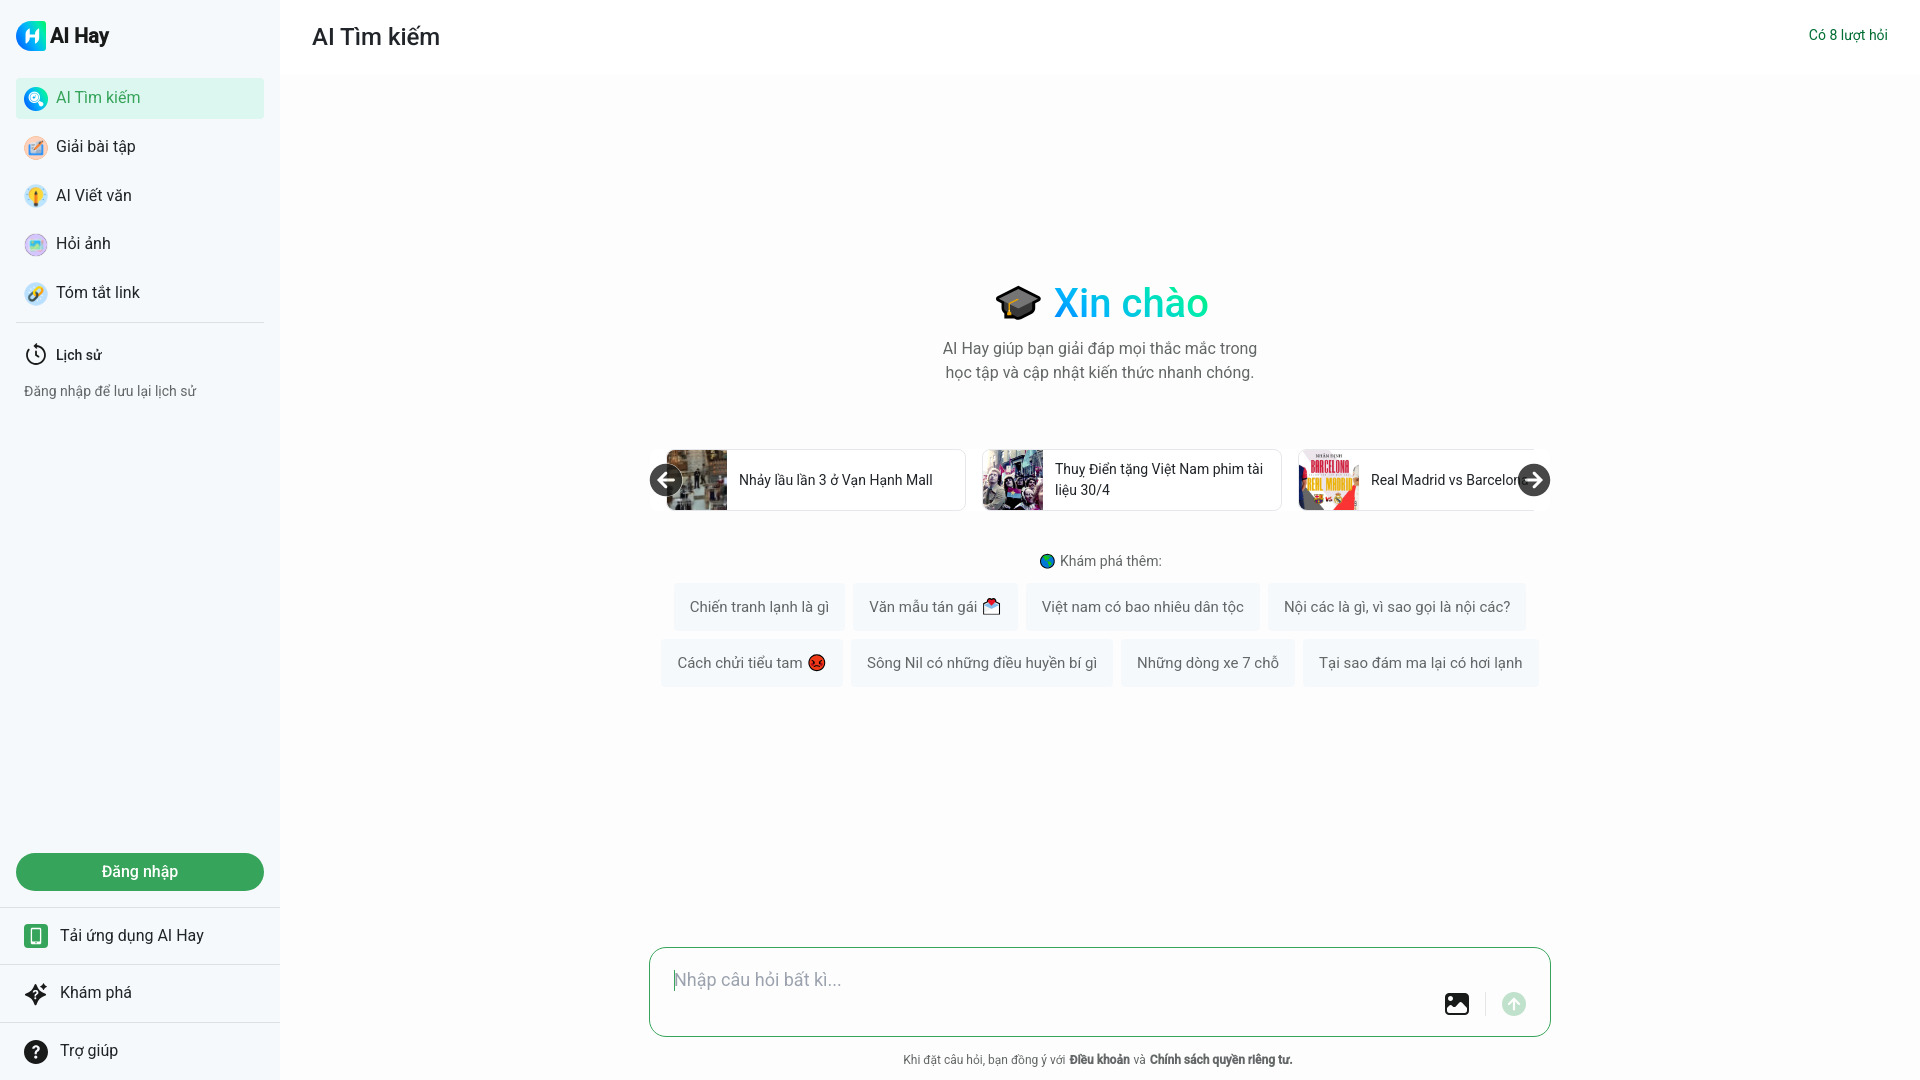 AI Hay
AI Tìm kiếm
Giải bài tập
AI Viết văn
Hỏi ảnh
Tóm tắt link
Lịch sử
Đăng nhập để lưu lại lịch sử
Đăng nhập
Tải ứng dụng AI Hay
Khám phá
Trợ giúp
AI Tìm kiếm
Có 8 lượt hỏi
Xin chào
AI Hay giúp bạn giải đáp mọi thắc mắc trong
học tập và cập nhật kiến thức nhanh chóng.
Nhảy lầu lần 3 ở Vạn Hạnh Mall
Thuỵ Điển tặng Việt Nam phim tài
liệu 30/4
BARCELONA
REAL MADRID
VS
Real Madrid vs Barcelona
Khám phá thêm:
Chiến tranh lạnh là gì
Văn mẫu tán gái
Việt nam có bao nhiêu dân tộc
Nội các là gì, vì sao gọi là nội các?
Cách chửi tiểu tam
Sông Nil có những điều huyền bí gì
Những dòng xe 7 chỗ
Tại sao đám ma lại có hơi lạnh
Nhập câu hỏi bất kì...
Khi đặt câu hỏi, bạn đồng ý với Điều khoản và Chính sách quyền riêng tư.